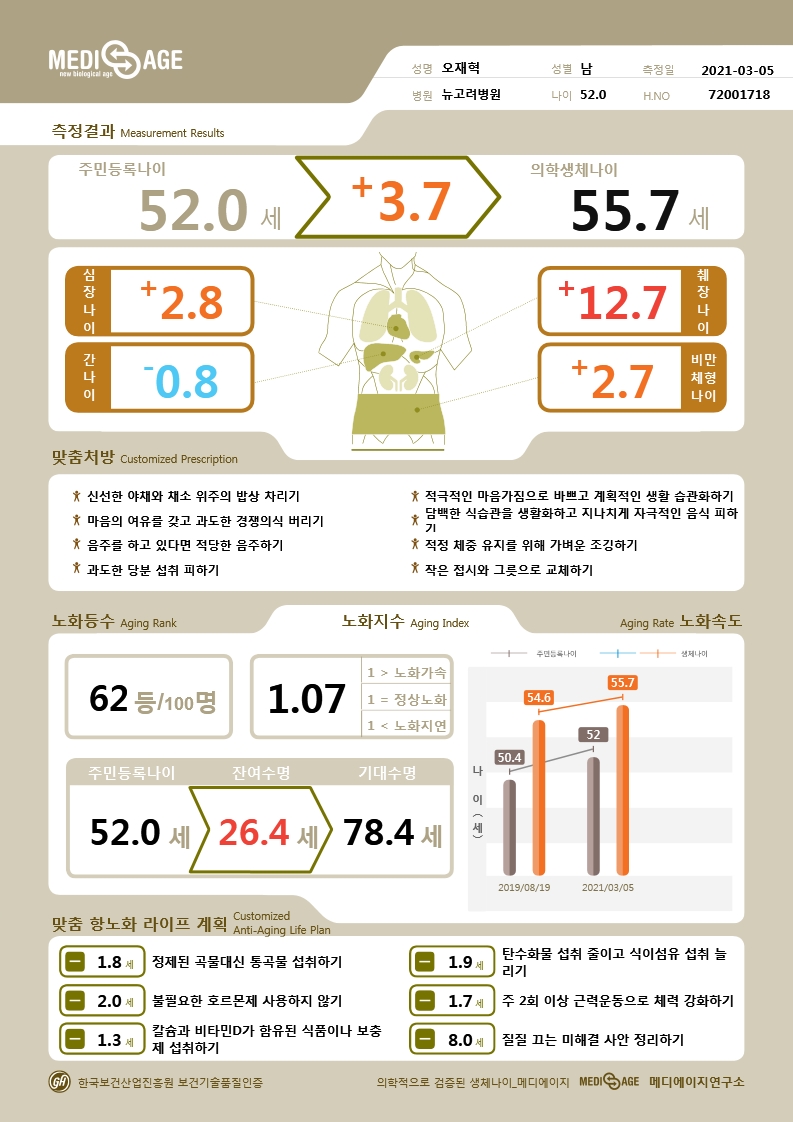 MEDI AGE
new biological age
성명 오재혁 성별 남 측정일 2021-03-05
병원 뉴고려병원 나이 52.0 H.NO 72001718
측정결과 Measurement Results
주민등록나이 의학생체나이
52.0 세 +3.7 55.7 세
심장나이 +2.8
췌장나이 +12.7
간나이 -0.8
비만체형나이 +2.7
맞춤처방 Customized Prescription
신선한 야채와 채소 위주의 밥상 차리기
적극적인 마음가짐으로 바쁘고 계획적인 생활 습관화하기
마음의 여유를 갖고 과도한 경쟁의식 버리기
담백한 식습관을 생활화하고 지나치게 자극적인 음식 피하
기
음주를 하고 있다면 적당한 음주하기
적정 체중 유지를 위해 가벼운 조깅하기
과도한 당분 섭취 피하기
작은 접시와 그릇으로 교체하기
노화등수 Aging Rank
노화지수 Aging Index
Aging Rate 노화속도
62 등/100명
1.07
1 > 노화가속
1 = 정상노화
1 < 노화지연
주민등록나이 잔여수명 기대수명
52.0 세 26.4 세 78.4 세
주민등록나이 생체나이
나이(세)
50.4
54.6
52
55.7
2019/08/19 2021/03/05
맞춤 항노화 라이프 계획 Customized
Anti-Aging Life Plan
− 1.8 세 정제된 곡물대신 통곡물 섭취하기
− 1.9 세 탄수화물 섭취 줄이고 식이섬유 섭취 늘
리기
− 2.0 세 불필요한 호르몬제 사용하지 않기
− 1.7 세 주 2회 이상 근력운동으로 체력 강화하기
− 1.3 세 칼슘과 비타민D가 함유된 식품이나 보충
제 섭취하기
− 8.0 세 질질 끄는 미해결 사안 정리하기
GH 한국보건산업진흥원 보건기술품질인증
의학적으로 검증된 생체나이_메디에이지 MEDI AGE 메디에이지연구소